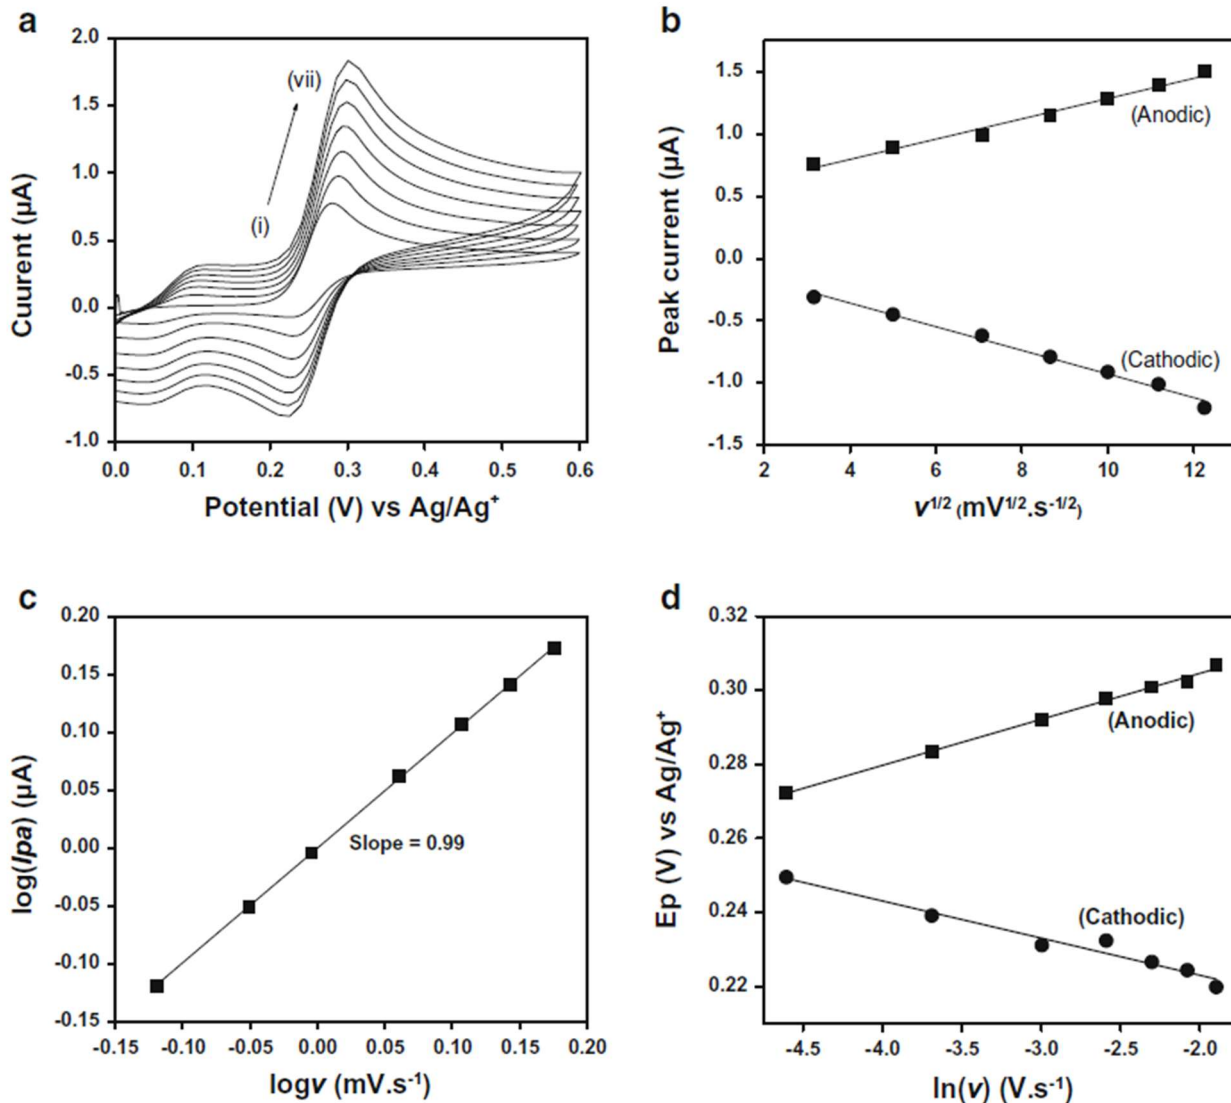 a
2.0
1.5
1.0
0.5
0.0
-0.5
-1.0
(vii)
(i)
0.0 0.1 0.2 0.3 0.4 0.5 0.6
Cuurent (µA)
Potential (V) vs Ag/Ag⁺
b
1.5
1.0
0.5
0.0
-0.5
-1.0
-1.5
(Anodic)
(Cathodic)
2 4 6 8 10 12
Peak current (µA)
v¹/² (mV¹/².s⁻¹/²)
c
0.20
0.15
0.10
0.05
0.00
-0.05
-0.10
-0.15
Slope = 0.99
-0.15 -0.10 -0.05 0.00 0.05 0.10 0.15 0.20
log(Ipa) (µA)
logv (mV.s⁻¹)
d
0.32
0.30
0.28
0.26
0.24
0.22
(Anodic)
(Cathodic)
-4.5 -4.0 -3.5 -3.0 -2.5 -2.0
Ep (V) vs Ag/Ag⁺
ln(v) (V.s⁻¹)